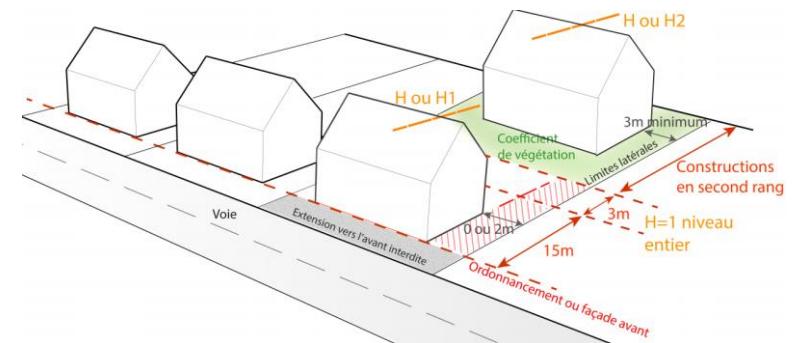 H ou H2
H ou H1
3m minimum
Coefficient
de végétation
Limites latérales
Constructions
en second rang
Voie
Extension vers l'avant interdite
0 ou 2m
3m
H=1 niveau
entier
15m
Ordonnancement ou façade avant